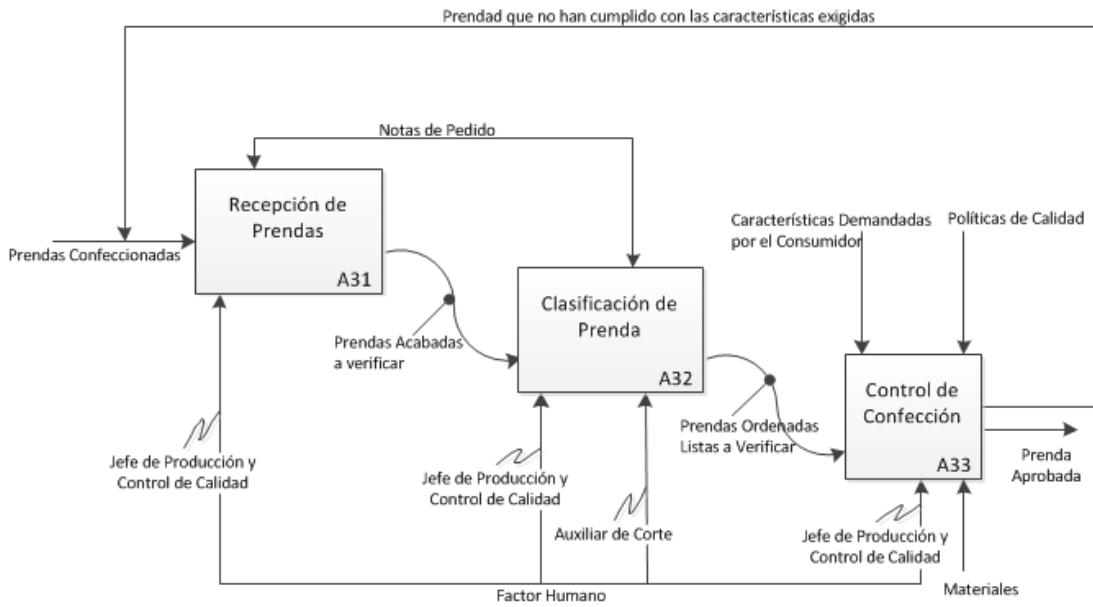 Prendad que no han cumplido con las características exigidas
Notas de Pedido
Recepción de
Prendas
A31
Prendas Confeccionadas
Características Demandadas
por el Consumidor
Políticas de Calidad
Clasificación de
Prenda
A32
Prendas Acabadas
a verificar
Control de
Confección
A33
Prendas Ordenadas
Listas a Verificar
Prenda
Aprobada
Jefe de Producción y
Control de Calidad
Jefe de Producción y
Control de Calidad
Auxiliar de Corte
Jefe de Producción y
Control de Calidad
Materiales
Factor Humano